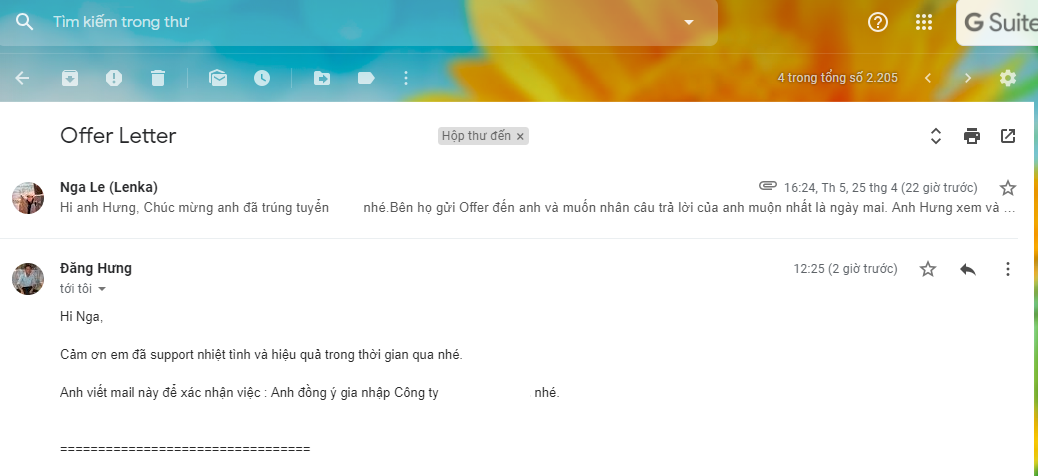 Tìm kiếm trong thư
G Suite
4 trong tổng số 2.205
Offer Letter
Hộp thư đến ×
Nga Le (Lenka)
16:24, Th 5, 25 thg 4 (22 giờ trước)
Hi anh Hưng, Chúc mừng anh đã trúng tuyển nhé.Bên họ gửi Offer đến anh và muốn nhân câu trả lời của anh muộn nhất là ngày mai. Anh Hưng xem và ...
Đăng Hưng
12:25 (2 giờ trước)
tới tôi
Hi Nga,
Cảm ơn em đã support nhiệt tình và hiệu quả trong thời gian qua nhé.
Anh viết mail này để xác nhận việc : Anh đồng ý gia nhập Công ty nhé.
=================================